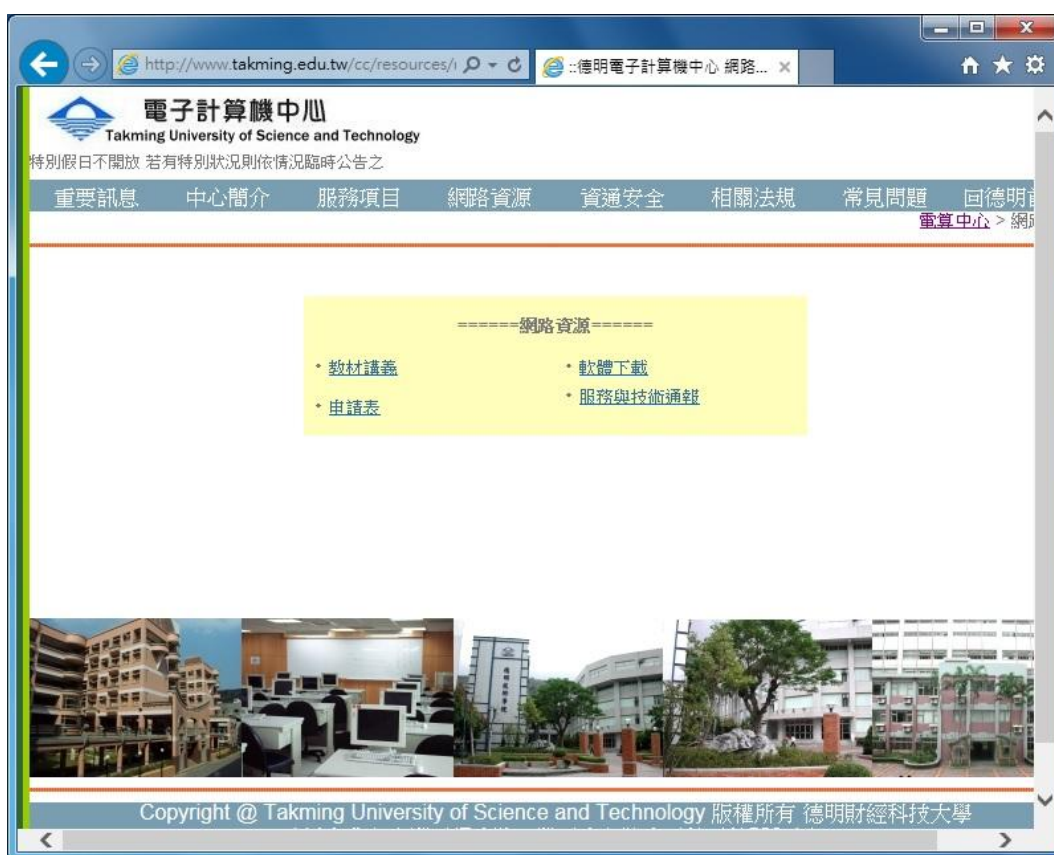 http://www.takming.edu.tw/cc/resources/
::德明電子計算機中心 網路...
電子計算機中心
Takming University of Science and Technology
特別假日不開放 若有特別狀況則依情況臨時公告之
重要訊息 中心簡介 服務項目 網路資源 資通安全 相關法規 常見問題 回德明
電算中心 > 網
======網路資源======
教材講義 軟體下載
申請表 服務與技術通報
Copyright @ Takming University of Science and Technology 版權所有 德明財經科技大學